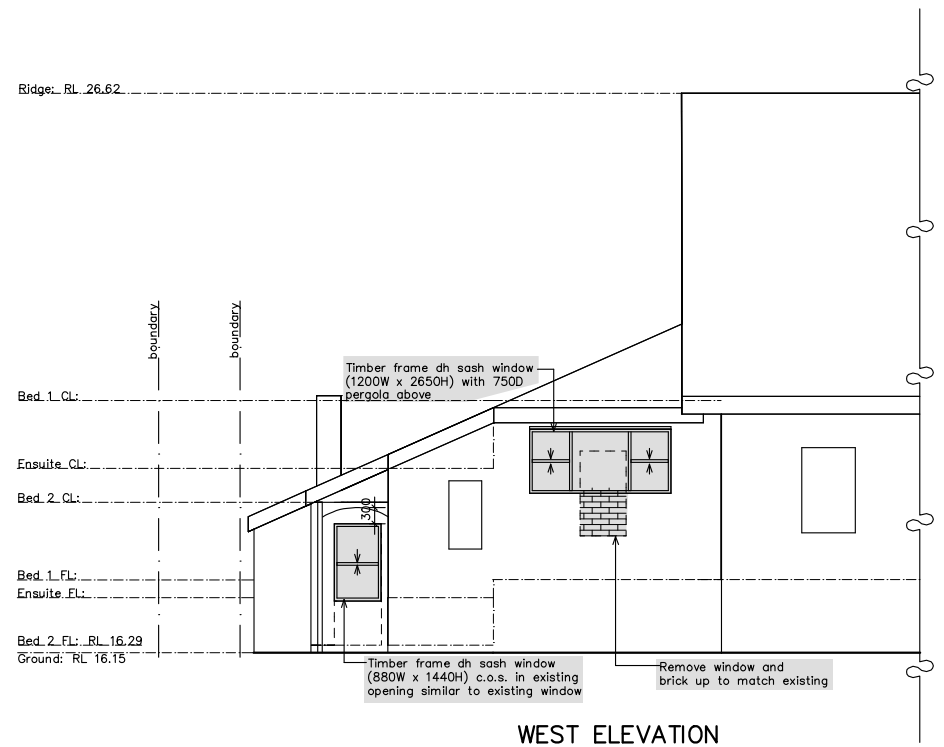 Ridge: RL 26.62
boundary
boundary
Timber frame dh sash window
(1200W x 2650H) with 750D
pergola above
Bed 1 CL:
Ensuite CL:
Bed 2 CL:
300
Bed 1 FL:
Ensuite FL:
Bed 2 FL: RL 16.29
Ground: RL 16.15
Timber frame dh sash window
(880W x 1440H) c.o.s. in existing
opening similar to existing window
Remove window and
brick up to match existing
WEST ELEVATION